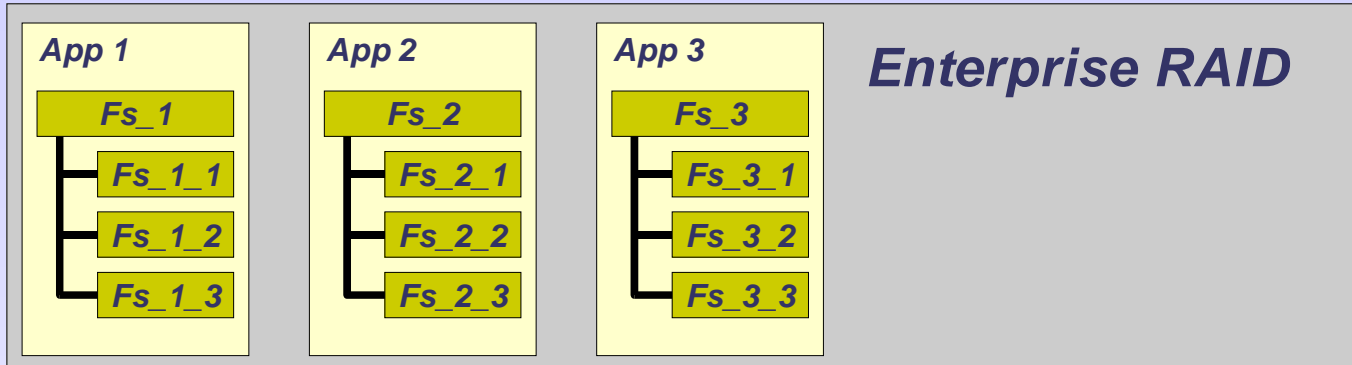 App 1
Fs_1
Fs_1_1
Fs_1_2
Fs_1_3
App 2
Fs_2
Fs_2_1
Fs_2_2
Fs_2_3
App 3
Fs_3
Fs_3_1
Fs_3_2
Fs_3_3
Enterprise RAID